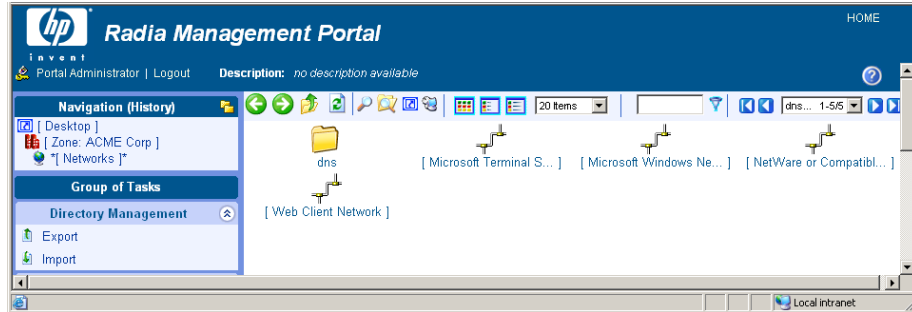 HOME
hp
Radia Management Portal
invent
Portal Administrator | Logout
Description: no description available
Navigation (History)
[ Desktop ]
[ Zone: ACME Corp ]
*[ Networks ]*
20 Items
dns... 1-5/5
dns
[ Microsoft Terminal S... ]
[ Microsoft Windows Ne... ]
[ NetWare or Compatibl... ]
[ Web Client Network ]
Group of Tasks
Directory Management
Export
Import
Local intranet